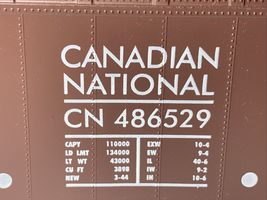 CANADIAN
NATIONAL
CN 486529
CAPY 110000 EXW 10-4
LD LMT 134000 EW 9-4
LT WT 43000 IL 40-6
CU FT 3898 IW 9-2
NEW 3-44 IH 10-6